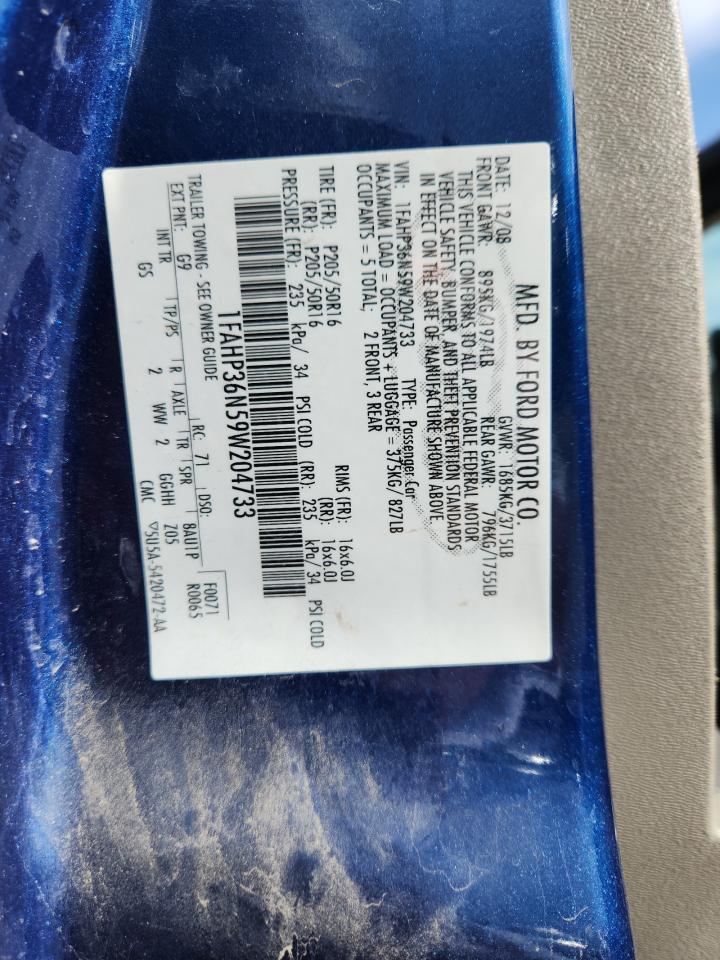 MFD. BY FORD MOTOR CO.
DATE: 12/08 GVWR: 1685KG/3715LB
FRONT GAWR: 895KG/1974LB REAR GAWR: 796KG/1755LB
THIS VEHICLE CONFORMS TO ALL APPLICABLE FEDERAL MOTOR
VEHICLE SAFETY, BUMPER, AND THEFT PREVENTION STANDARDS
IN EFFECT ON THE DATE OF MANUFACTURE SHOWN ABOVE
VIN: 1FAHP36N59W204733 TYPE: Passenger Car
MAXIMUM LOAD = OCCUPANTS + LUGGAGE = 375KG/ 827LB
OCCUPANTS = 5 TOTAL; 2 FRONT, 3 REAR
TIRE (FR): P205/50R16 RIMS (FR): 16x6.0J
(RR): P205/50R16 (RR): 16x6.0J
PRESSURE (FR): 235 kPa/ 34 PSI COLD (RR): 235 kPa/ 34 PSI COLD
1FAHP36N59W204733
TRAILER TOWING - SEE OWNER GUIDE F0071
EXT PNT: G9 RC: 71 DSO: R0065
INT TR TP/PS R AXLE TR SPR 8AU1P
GS 2 WW 2 GGHH Z05
CMC ▽5U5A-5420472-AA